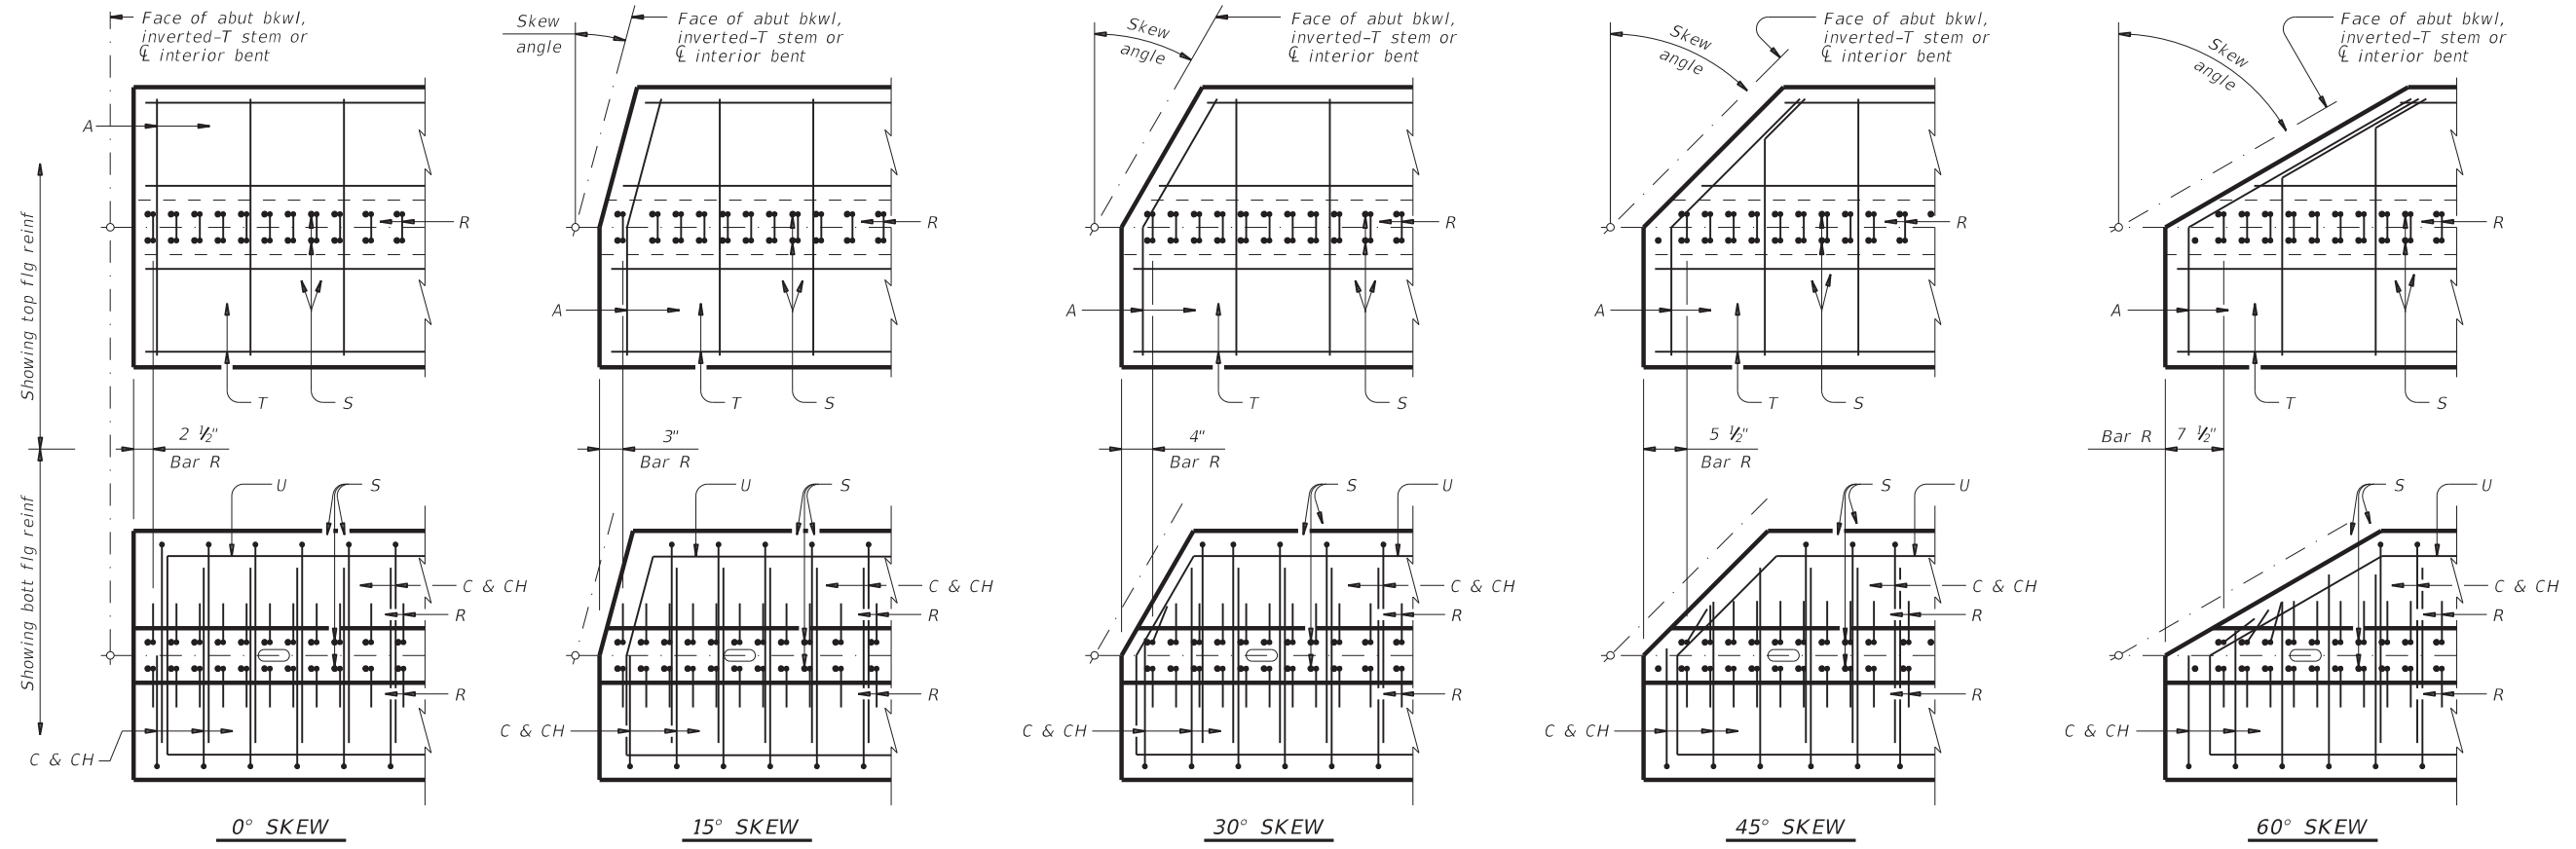 Face of abut bkwl,
inverted-T stem or
℄ interior bent
Skew
angle
Face of abut bkwl,
inverted-T stem or
℄ interior bent
Skew
angle
Face of abut bkwl,
inverted-T stem or
℄ interior bent
Skew
angle
Face of abut bkwl,
inverted-T stem or
℄ interior bent
Skew
angle
Face of abut bkwl,
inverted-T stem or
℄ interior bent
Showing top flg reinf
A
R
T
S
A
R
T
S
A
R
T
S
A
R
T
S
A
R
T
S
2 ½"
Bar R
3"
Bar R
4"
Bar R
5 ½"
Bar R
Bar R 7 ½"
Showing bott flg reinf
U
S
C & CH
R
R
C & CH
U
S
C & CH
R
R
C & CH
S
U
C & CH
R
R
C & CH
S
U
C & CH
R
R
C & CH
S
U
C & CH
R
R
C & CH
0° SKEW
15° SKEW
30° SKEW
45° SKEW
60° SKEW